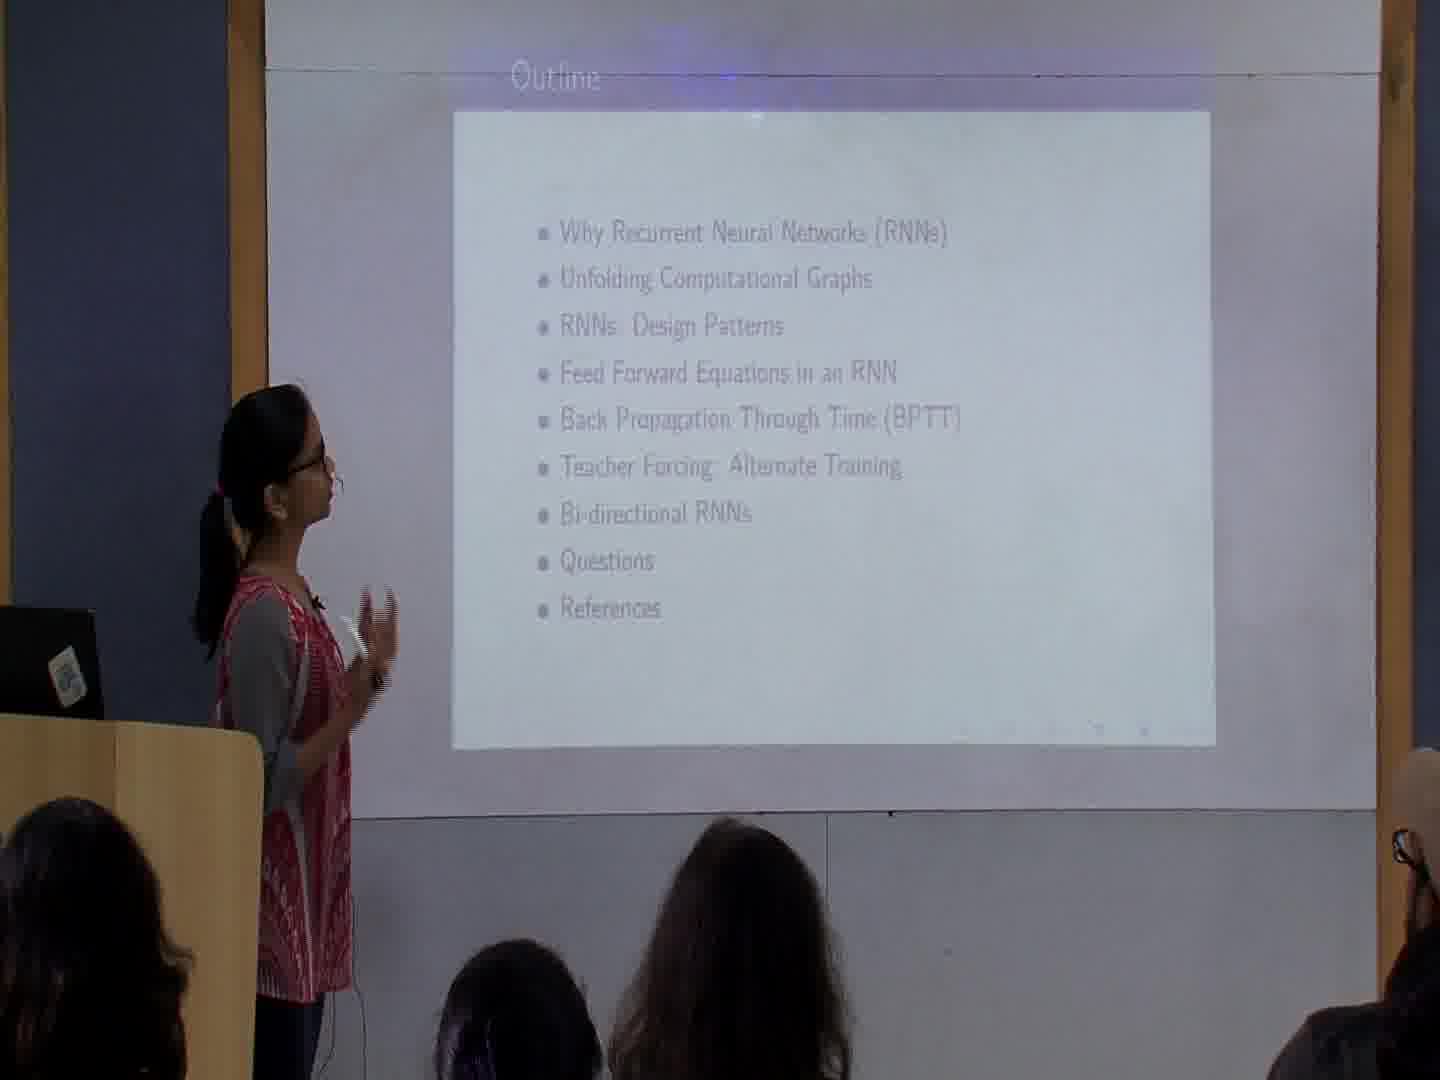 Outline
Why Recurrent Neural Networks (RNNs)
Unfolding Computational Graphs
RNNs: Design Patterns
Feed Forward Equations in an RNN
Back Propagation Through Time (BPTT)
Teacher Forcing: Alternate Training
Bi-directional RNNs
Questions
References